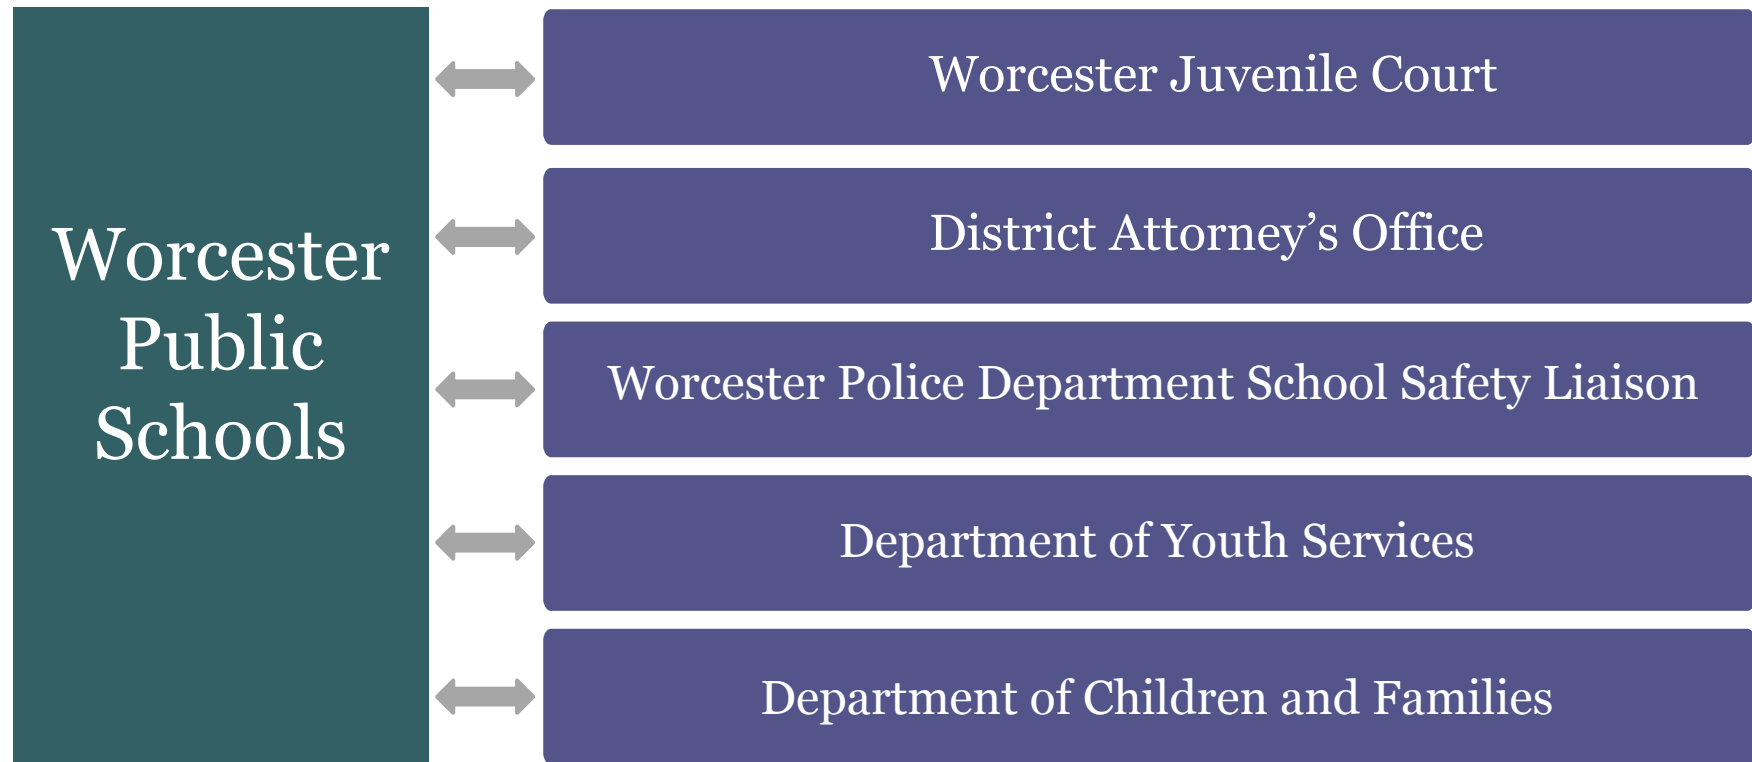 Worcester
Public
Schools
Worcester Juvenile Court
District Attorney’s Office
Worcester Police Department School Safety Liaison
Department of Youth Services
Department of Children and Families